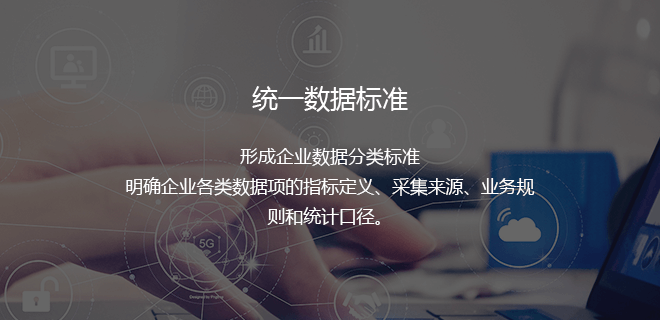 统一数据标准
形成企业数据分类标准
明确企业各类数据项的指标定义、采集来源、业务规
则和统计口径。
5G